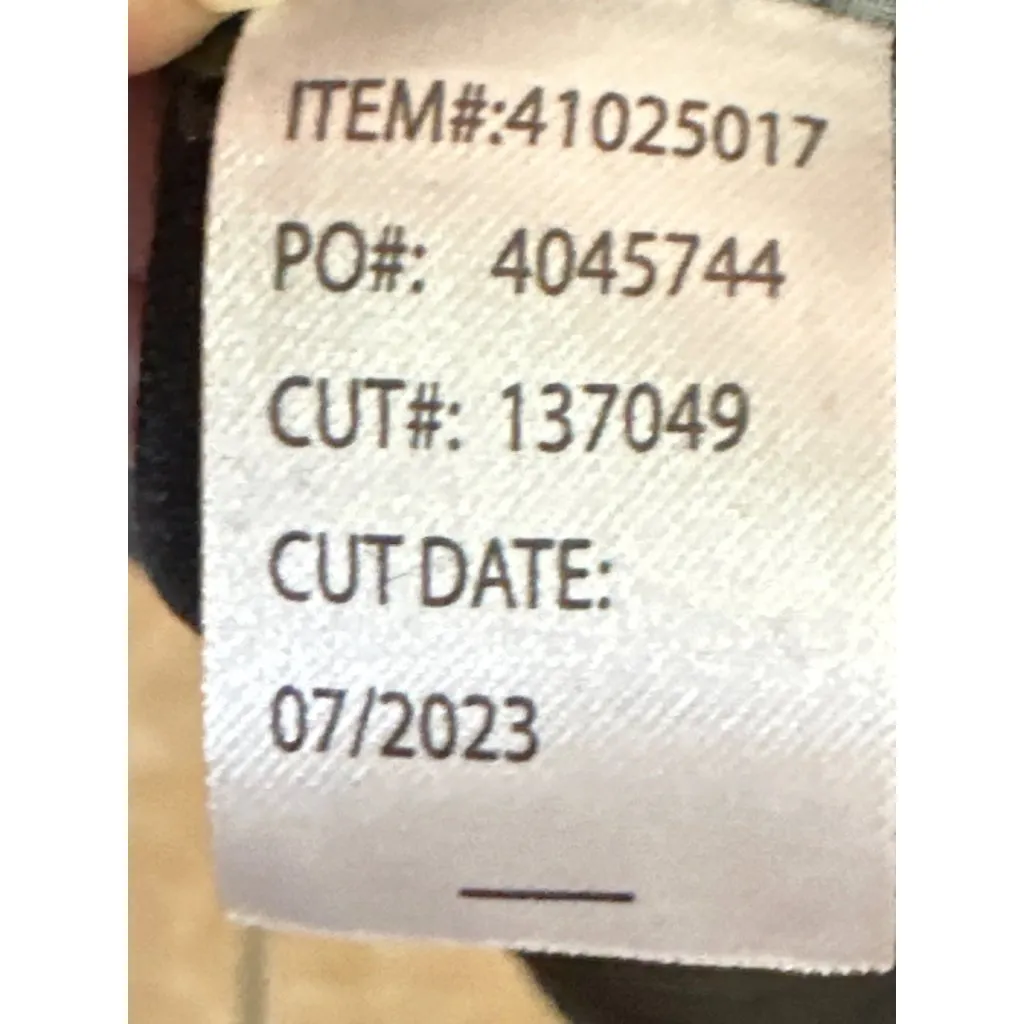 ITEM#:41025017
PO#: 4045744
CUT#: 137049
CUT DATE:
07/2023